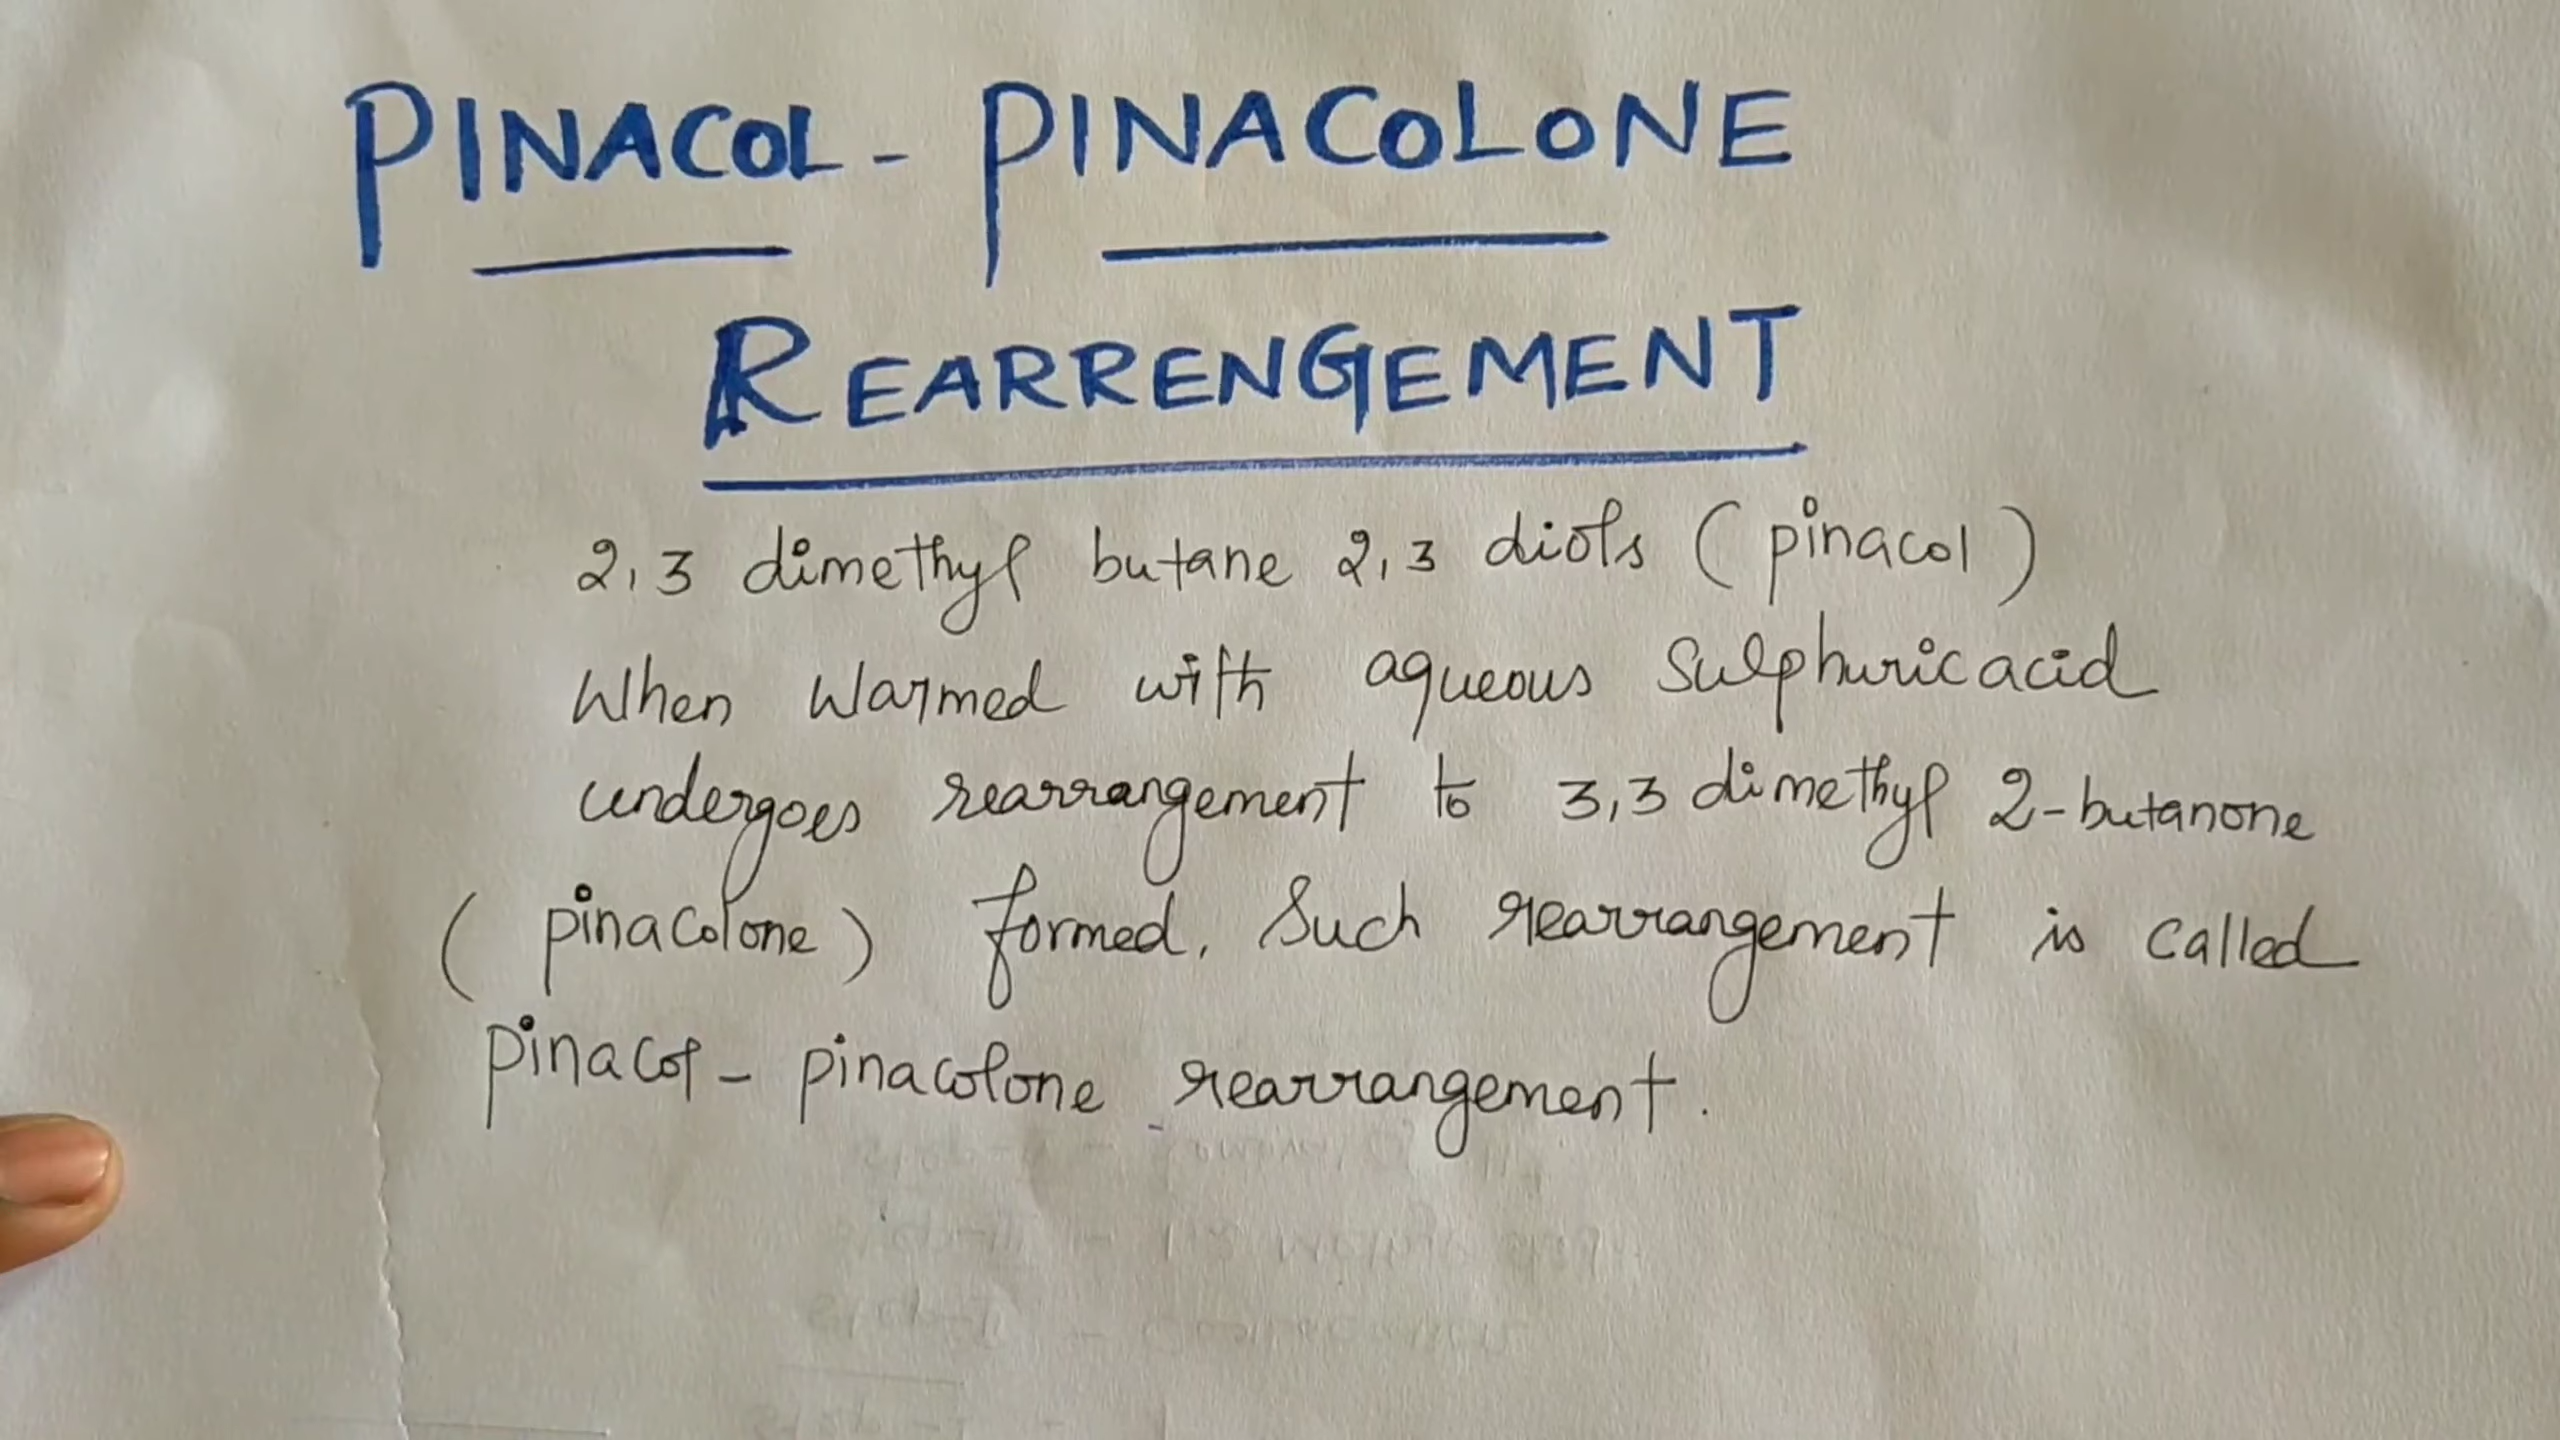 PINACOL - PINACOLONE
REARRENGEMENT
2,3 dimethyl butane 2,3 diols (pinacol)
When warmed with aqueous Sulphuric acid
undergoes rearrangement to 3,3 dimethyl 2-butanone
(pinacolone) formed, Such rearrangement is called
pinacol - pinacolone rearrangement.